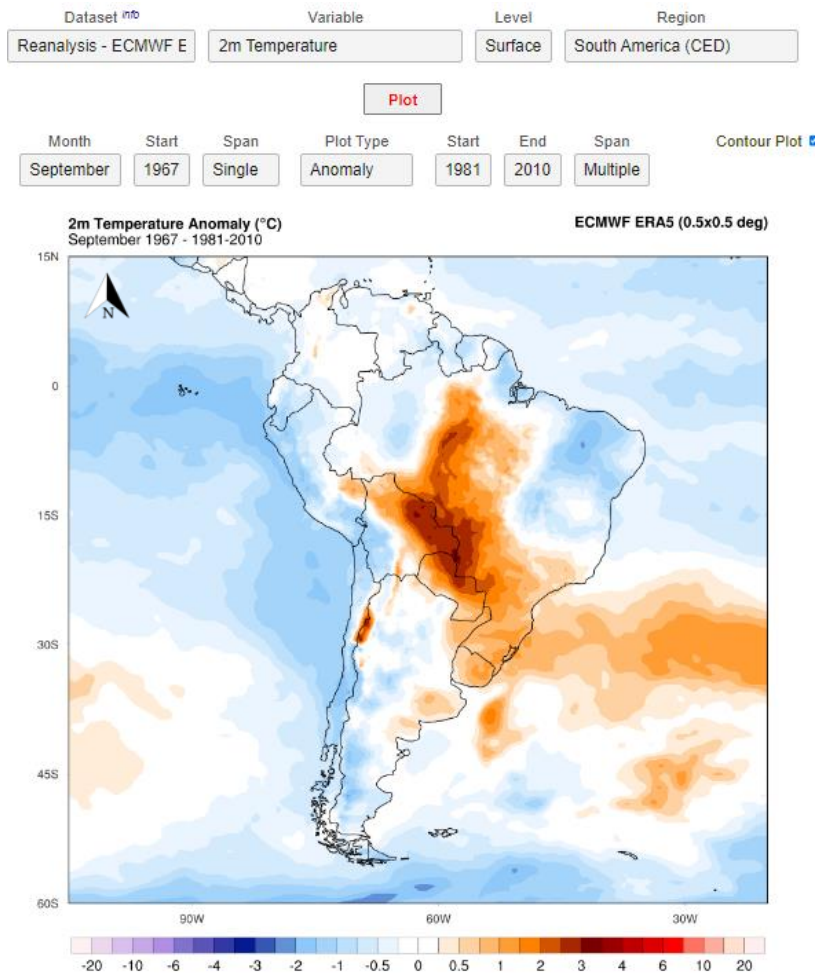 Dataset info Variable Level Region
Reanalysis - ECMWF E 2m Temperature Surface South America (CED)
Plot
Month Start Span Plot Type Start End Span Contour Plot
September 1967 Single Anomaly 1981 2010 Multiple
2m Temperature Anomaly (°C) ECMWF ERA5 (0.5x0.5 deg)
September 1967 - 1981-2010
15N
N
0
15S
30S
45S
60S
90W 60W 30W
-20 -10 -6 -4 -3 -2 -1 -0.5 0 0.5 1 2 3 4 6 10 20